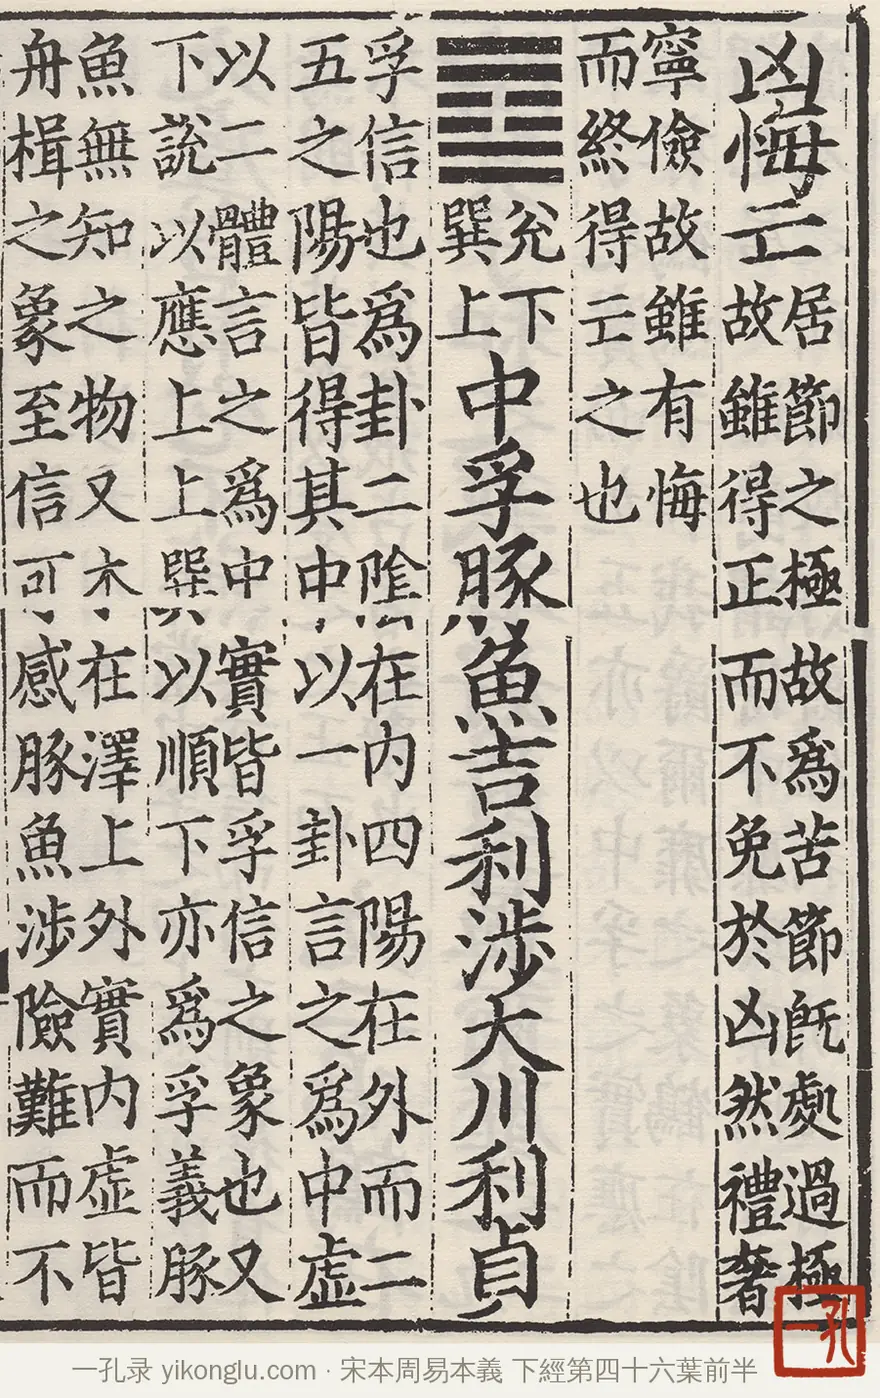 凶悔亡居節之極故爲苦節旣處過極
故雖得正而不免於凶然禮奢
寧儉故雖有悔
而終得亡之也
兌下
巽上
中孚豚魚吉利涉大川利貞
孚信也爲卦二陰在内四陽在外而二
五之陽皆得其中以一卦言之爲中虛
以二體言之爲中實皆孚信之象也又
下說以應上上巽以順下亦爲孚義豚
魚無知之物又木在澤上外實内虛皆
舟楫之象至信可感豚魚涉險難而不
一孔
一孔录 yikonglu.com · 宋本周易本義 下經第四十六葉前半